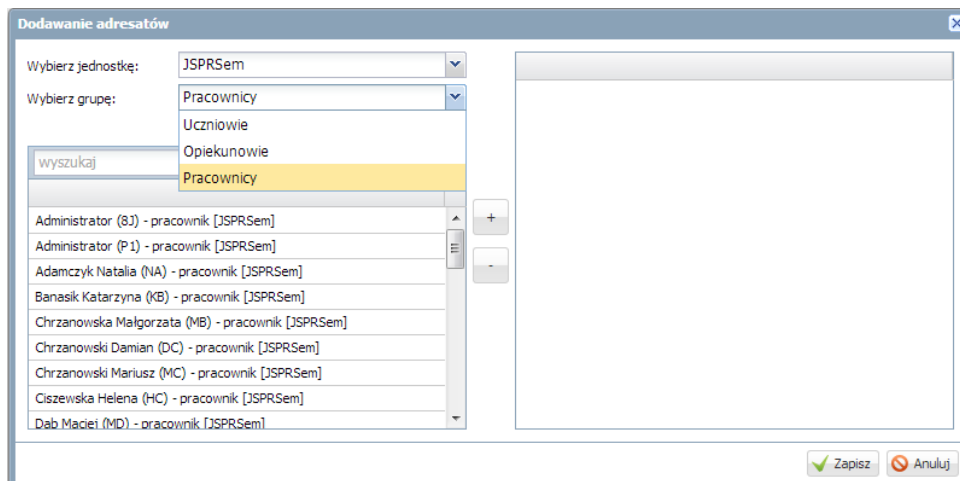 Dodawanie adresatów
Wybierz jednostkę: JSPRSem
Wybierz grupę: Pracownicy
Uczniowie
Opiekunowie
Pracownicy
wyszukaj
Administrator (8J) - pracownik [JSPRSem]
Administrator (P1) - pracownik [JSPRSem]
Adamczyk Natalia (NA) - pracownik [JSPRSem]
Banasik Katarzyna (KB) - pracownik [JSPRSem]
Chrzanowska Małgorzata (MB) - pracownik [JSPRSem]
Chrzanowski Damian (DC) - pracownik [JSPRSem]
Chrzanowski Mariusz (MC) - pracownik [JSPRSem]
Ciszewska Helena (HC) - pracownik [JSPRSem]
Dąb Maciej (MD) - pracownik [JSPRSem]
+
-
Zapisz Anuluj